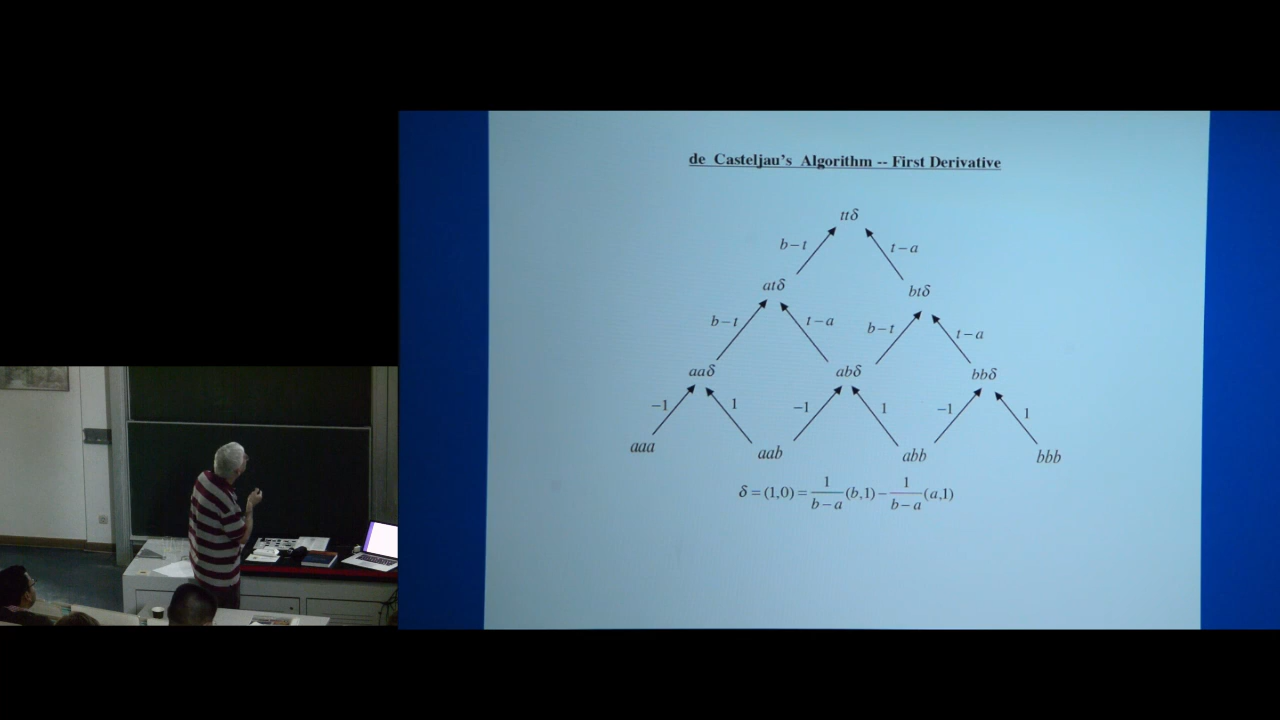 de Casteljau's Algorithm -- First Derivative
ttδ
b−t t−a
atδ btδ
b−t t−a b−t t−a
aaδ abδ bbδ
−1 1 −1 1 −1 1
aaa aab abb bbb
δ = (1,0) = 1/(b−a) (b,1) − 1/(b−a) (a,1)